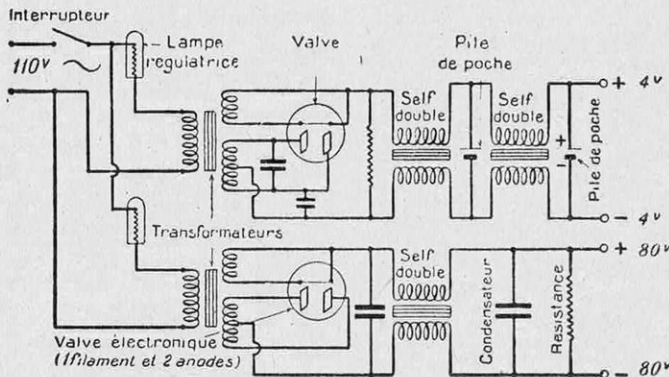 Interrupteur
110v
Lampe
régulatrice
Valve
Pile
de poche
Self
double
Self
double
+ 4v
+
-
Pile de poche
- 4v
Transformateurs
+ 80v
Self
double
Condensateur
Résistance
Valve électronique
(1 filament et 2 anodes)
- 80v